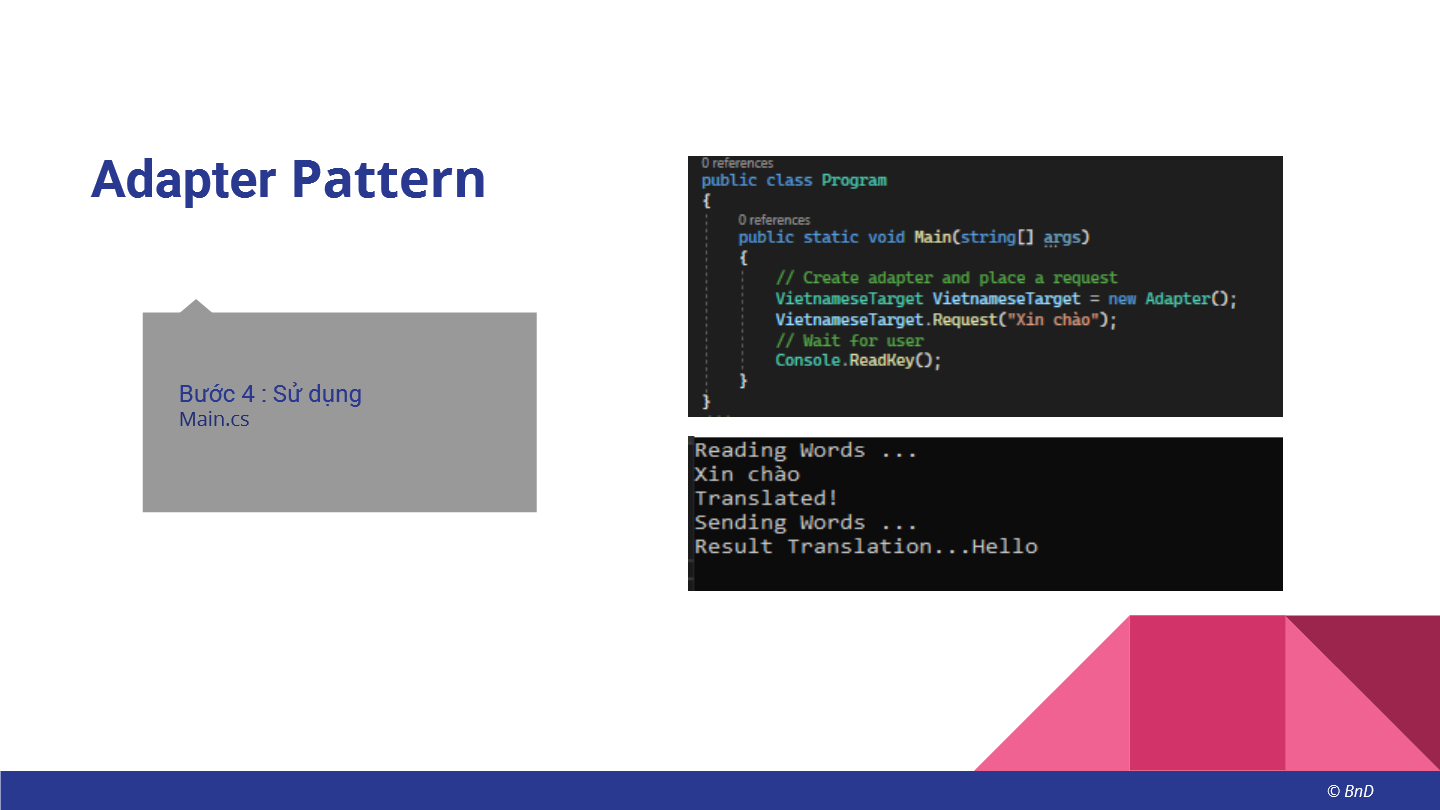 Adapter Pattern
Bước 4 : Sử dụng
Main.cs
0 references
public class Program
{
0 references
public static void Main(string[] args)
{
// Create adapter and place a request
VietnameseTarget VietnameseTarget = new Adapter();
VietnameseTarget.Request("Xin chào");
// Wait for user
Console.ReadKey();
}
}
Reading Words ...
Xin chào
Translated!
Sending Words ...
Result Translation...Hello
© BnD